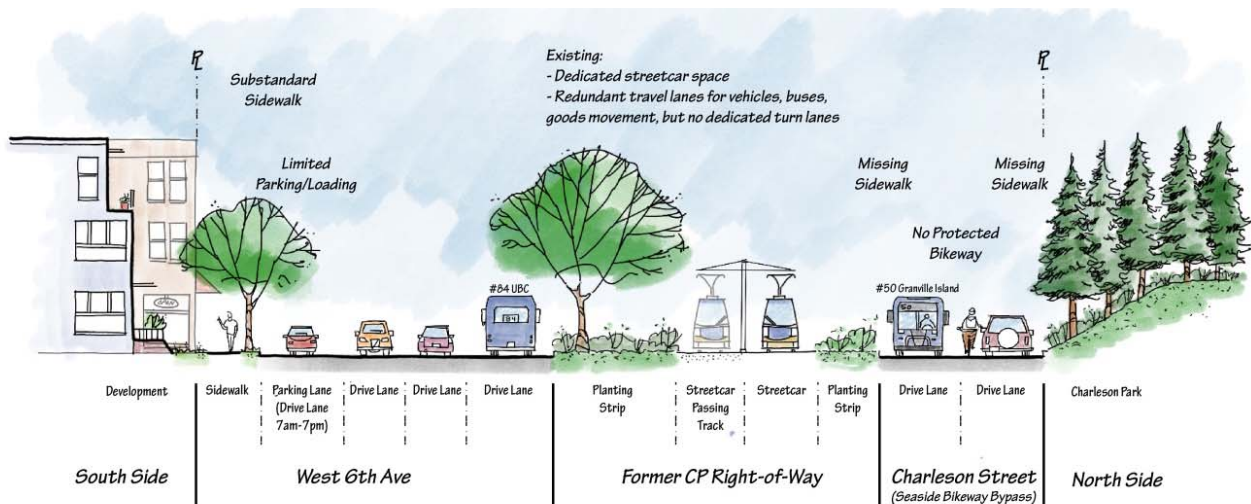 PL
PL
Substandard
Sidewalk
Existing:
- Dedicated streetcar space
- Redundant travel lanes for vehicles, buses,
goods movement, but no dedicated turn lanes
Limited
Parking/Loading
Missing
Sidewalk
Missing
Sidewalk
No Protected
Bikeway
#84 UBC
#50 Granville Island
84
50
Development
Sidewalk
Parking Lane
(Drive Lane
7am-7pm)
Drive Lane
Drive Lane
Drive Lane
Planting
Strip
Streetcar
Passing
Track
Streetcar
Planting
Strip
Drive Lane
Drive Lane
Charleson Park
South Side
West 6th Ave
Former CP Right-of-Way
Charleson Street
(Seaside Bikeway Bypass)
North Side